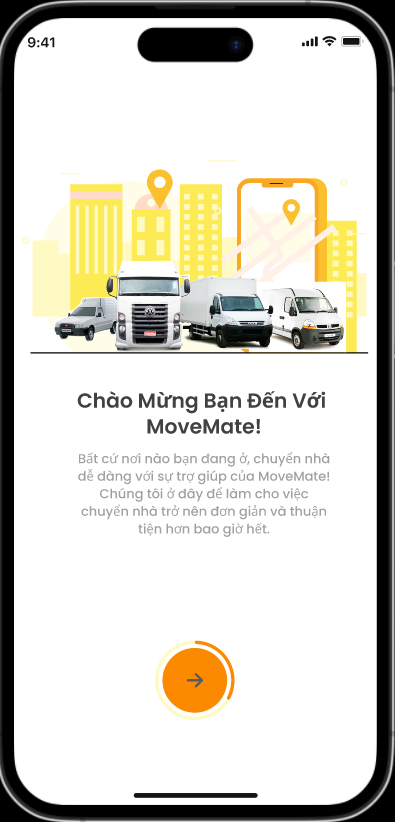 9:41
Chào Mừng Bạn Đến Với
MoveMate!
Bất cứ nơi nào bạn đang ở, chuyển nhà
dễ dàng với sự trợ giúp của MoveMate!
Chúng tôi ở đây để làm cho việc
chuyển nhà trở nên đơn giản và thuận
tiện hơn bao giờ hết.